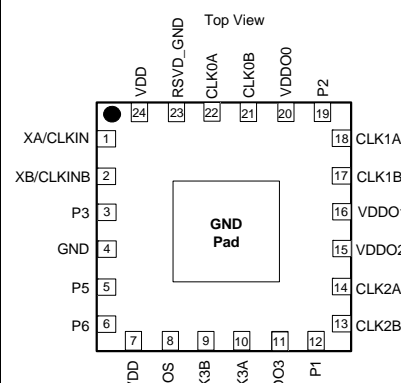 Top View
VDD
RSVD_GND
CLK0A
CLK0B
VDDO0
P2
24
23
22
21
20
19
XA/CLKIN
1
18
CLK1A
XB/CLKINB
2
17
CLK1B
P3
3
16
GND
4
GND
Pad
15
P5
5
14
CLK2A
P6
6
13
CLK2B
7
8
9
10
11
12
P1